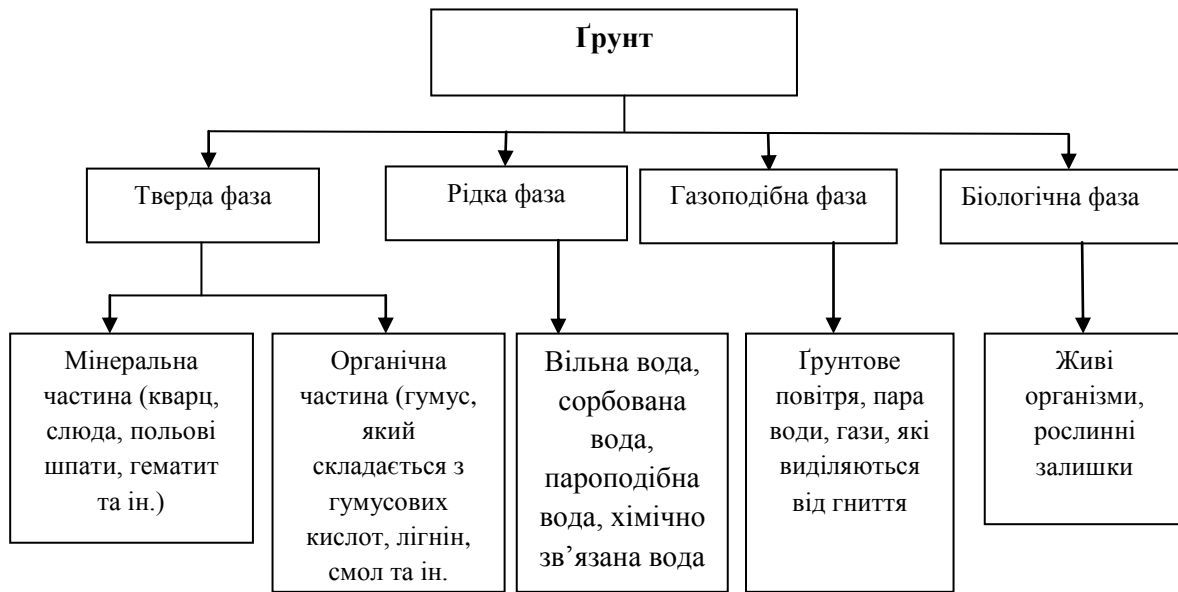 Ґрунт
Тверда фаза
Рідка фаза
Газоподібна фаза
Біологічна фаза
Мінеральна
частина (кварц,
слюда, польові
шпати, гематит
та ін.)
Органічна
частина (гумус,
який
складається з
гумусових
кислот, лігнін,
смол та ін.
Вільна вода,
сорбована
вода,
пароподібна
вода, хімічно
зв’язана вода
Ґрунтове
повітря, пара
води, гази, які
виділяються
від гниття
Живі
організми,
рослинні
залишки